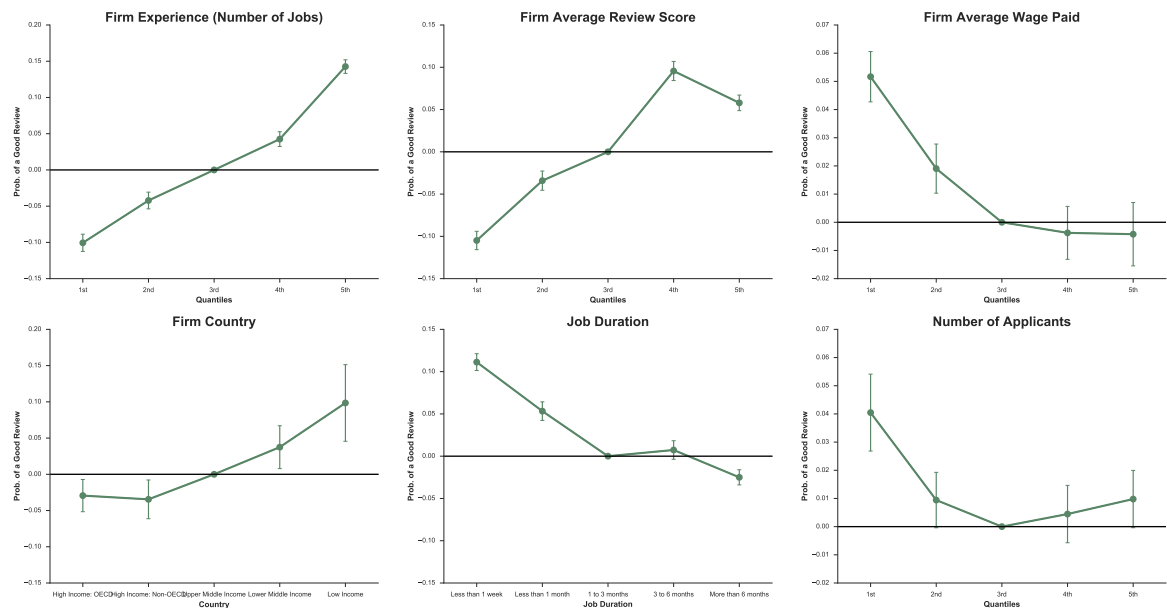 Firm Experience (Number of Jobs)
0.20
0.15
0.10
0.05
0.00
−0.05
−0.10
−0.15
Prob. of a Good Review
1st 2nd 3rd 4th 5th
Quantiles
Firm Average Review Score
0.15
0.10
0.05
0.00
−0.05
−0.10
−0.15
Prob. of a Good Review
1st 2nd 3rd 4th 5th
Quantiles
Firm Average Wage Paid
0.07
0.06
0.05
0.04
0.03
0.02
0.01
0.00
−0.01
−0.02
Prob. of a Good Review
1st 2nd 3rd 4th 5th
Quantiles
Firm Country
0.20
0.15
0.10
0.05
0.00
−0.05
−0.10
−0.15
Prob. of a Good Review
High Income: OECD High Income: Non-OECD Upper Middle Income Lower Middle Income Low Income
Country
Job Duration
0.15
0.10
0.05
0.00
−0.05
−0.10
−0.15
Prob. of a Good Review
Less than 1 week Less than 1 month 1 to 3 months 3 to 6 months More than 6 months
Job Duration
Number of Applicants
0.07
0.06
0.05
0.04
0.03
0.02
0.01
0.00
−0.01
−0.02
Prob. of a Good Review
1st 2nd 3rd 4th 5th
Quantiles